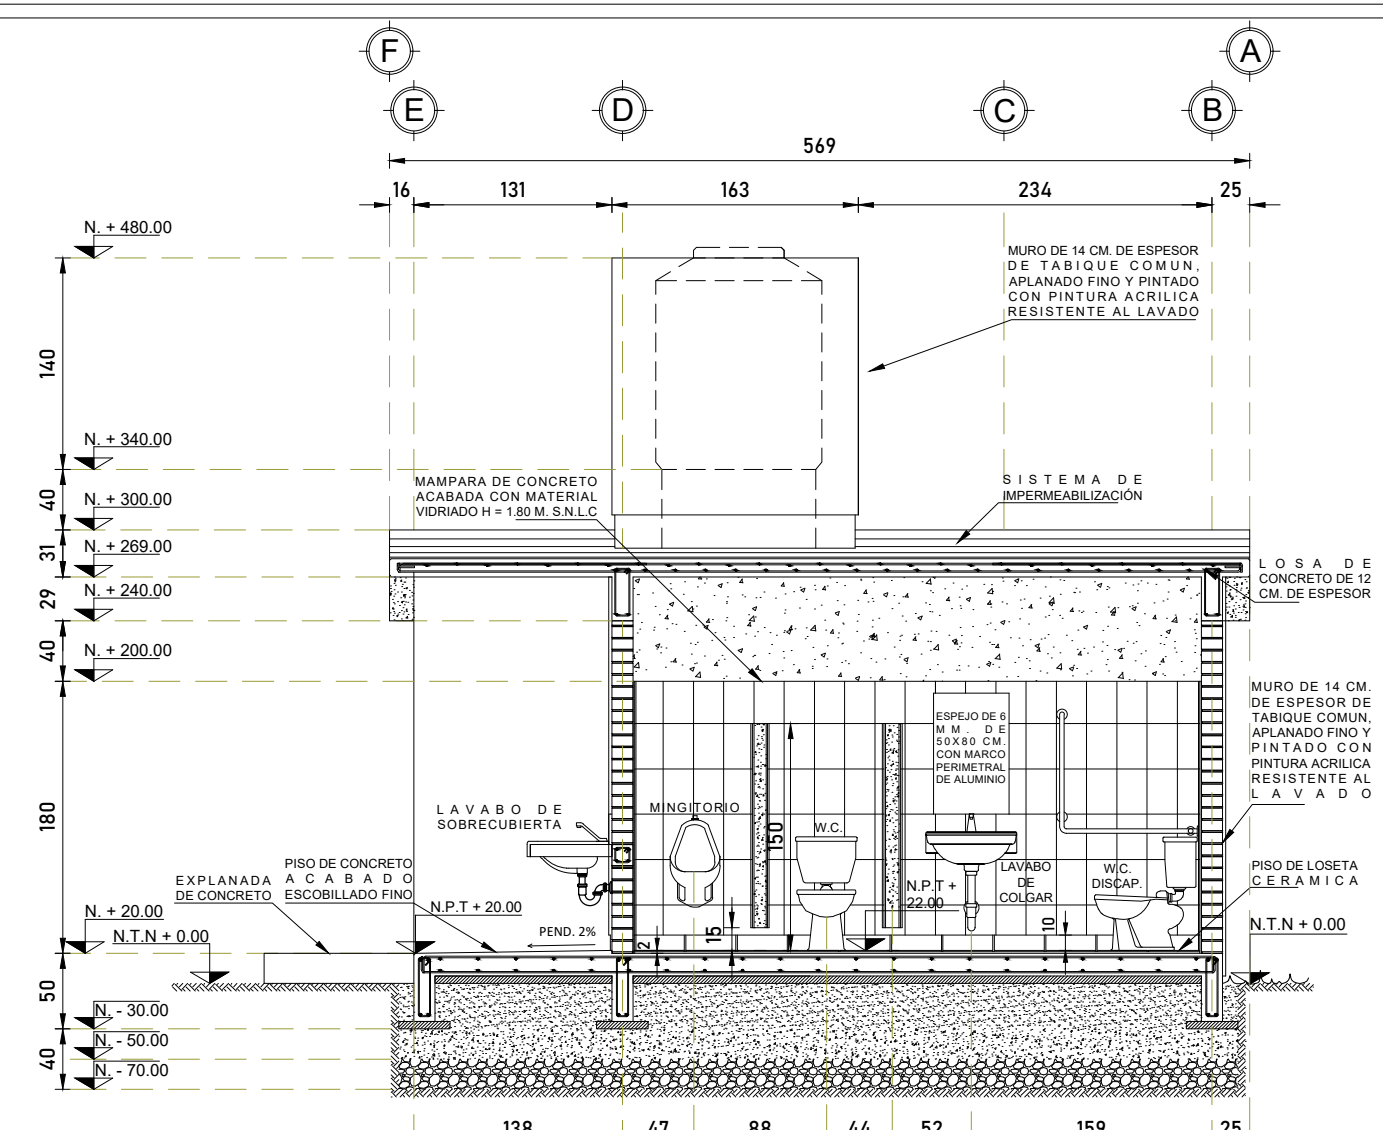 F
A
E
D
C
B
569
16
131
163
234
25
N. + 480.00
140
N. + 340.00
40
N. + 300.00
31
N. + 269.00
29
N. + 240.00
40
N. + 200.00
180
N. + 20.00
N.T.N + 0.00
50
N. - 30.00
N. - 50.00
40
N. - 70.00
MURO DE 14 CM. DE ESPESOR
DE TABIQUE COMUN,
APLANADO FINO Y PINTADO
CON PINTURA ACRILICA
RESISTENTE AL LAVADO
MAMPARA DE CONCRETO
ACABADA CON MATERIAL
VIDRIADO H = 1.80 M. S.N.L.C
SISTEMA DE
IMPERMEABILIZACIÓN
LOSA DE
CONCRETO DE 12
CM. DE ESPESOR
MURO DE 14 CM.
DE ESPESOR DE
TABIQUE COMUN,
APLANADO FINO Y
PINTADO CON
PINTURA ACRILICA
RESISTENTE AL
LAVADO
ESPEJO DE 6
MM. DE
50X80 CM.
CON MARCO
PERIMETRAL
DE ALUMINIO
LAVABO DE
SOBRECUBIERTA
MINGITORIO
150
W.C.
LAVABO
DE
COLGAR
W.C.
DISCAP.
PISO DE LOSETA
CERAMICA
PISO DE CONCRETO
ACABADO
ESCOBILLADO FINO
EXPLANADA
DE CONCRETO
N.P.T + 20.00
N.P.T +
22.00
PEND. 2%
2
15
10
N.T.N + 0.00
138
47
88
44
52
159
25